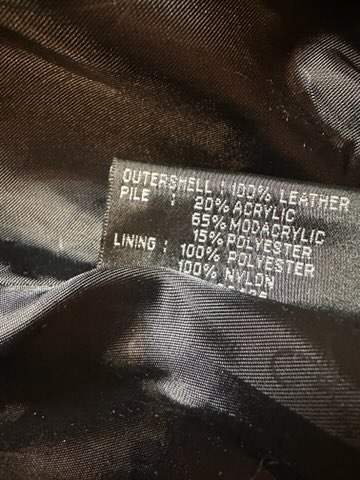 OUTERSHELL : 100% LEATHER
PILE : 20% ACRYLIC
65% MODACRYLIC
15% POLYESTER
LINING : 100% POLYESTER
100% NYLON